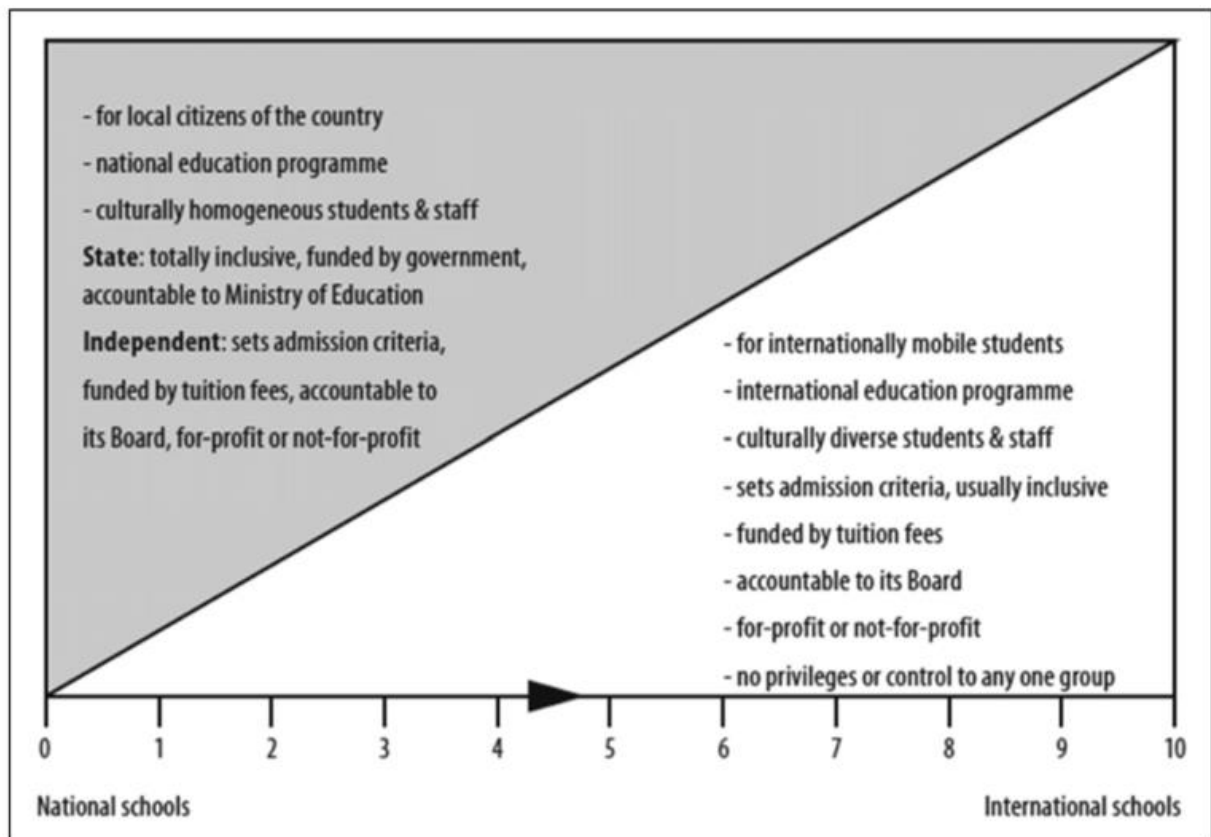 - for local citizens of the country
- national education programme
- culturally homogeneous students & staff
State: totally inclusive, funded by government,
accountable to Ministry of Education
Independent: sets admission criteria,
funded by tuition fees, accountable to
its Board, for-profit or not-for-profit
- for internationally mobile students
- international education programme
- culturally diverse students & staff
- sets admission criteria, usually inclusive
- funded by tuition fees
- accountable to its Board
- for-profit or not-for-profit
- no privileges or control to any one group
0 1 2 3 4 5 6 7 8 9 10
National schools International schools